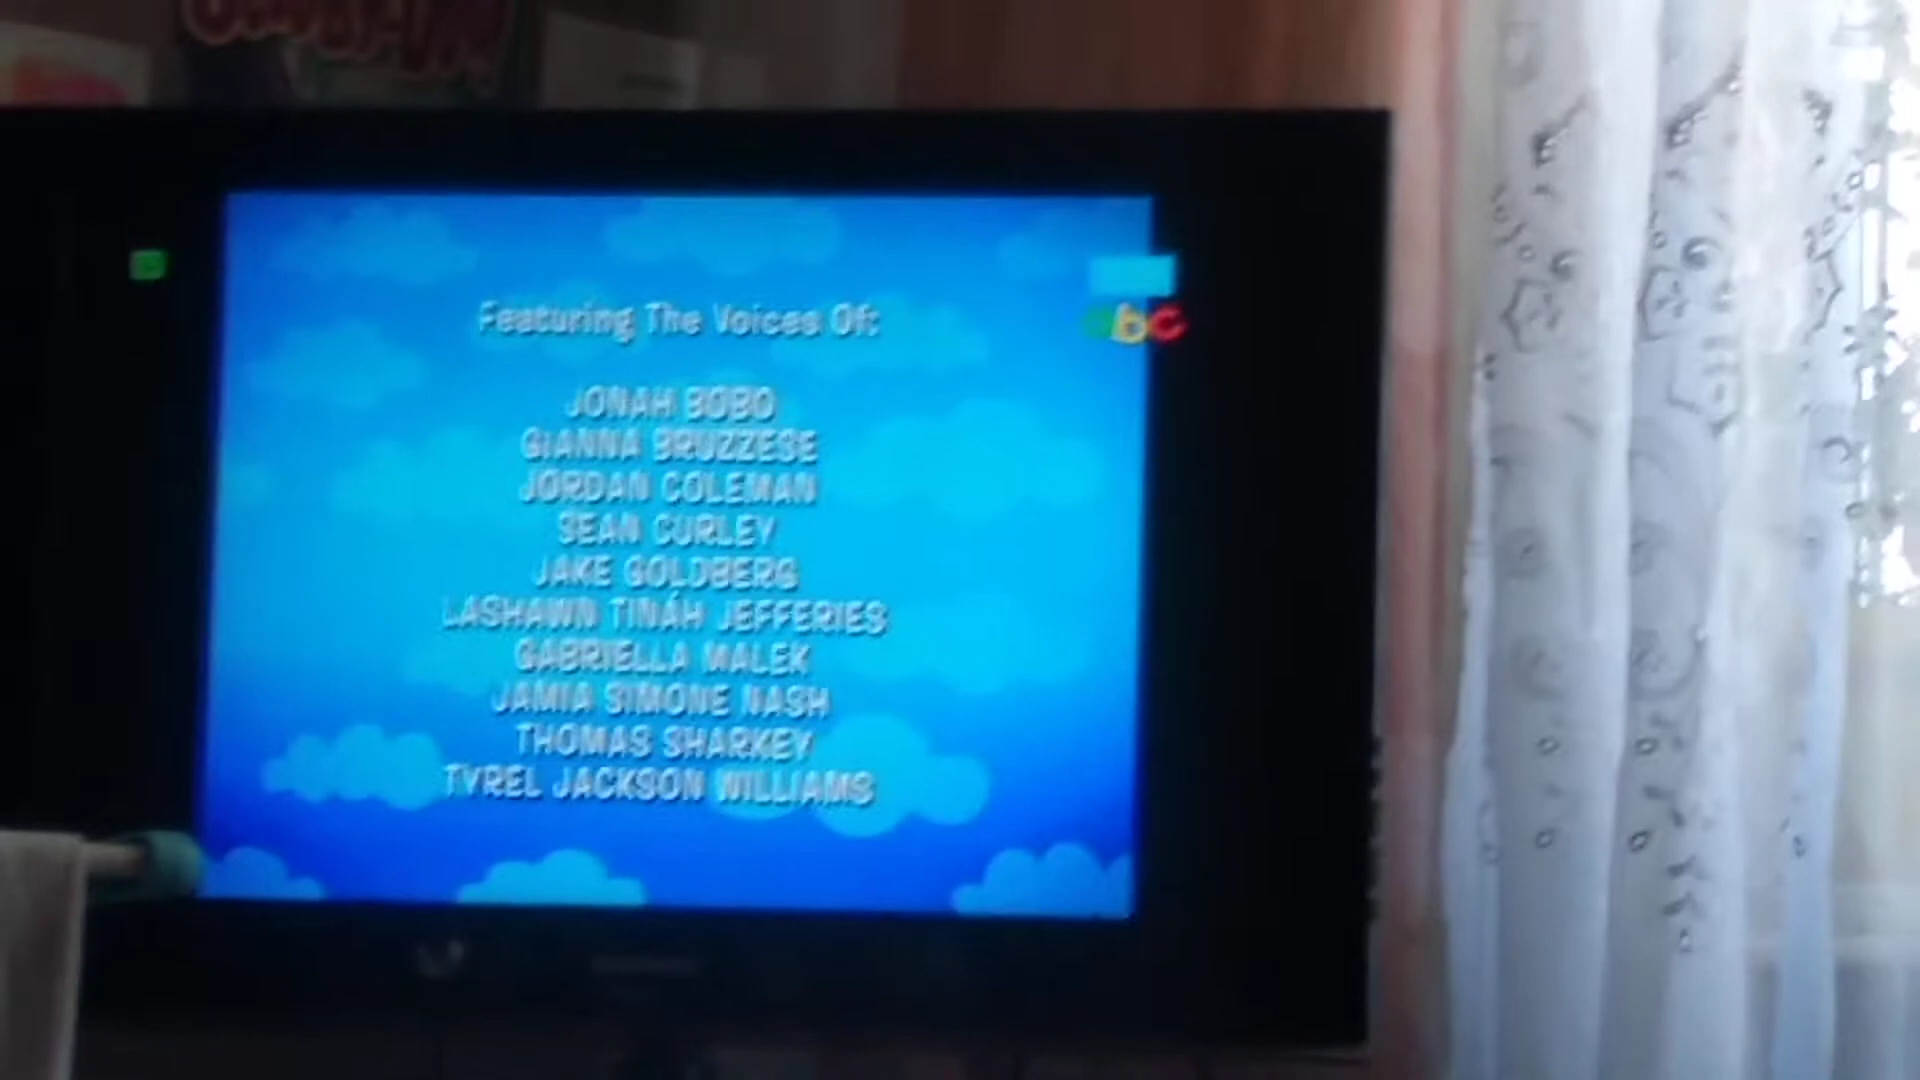 Featuring The Voices Of:
abc
JONAH BOBO
GIANNA BRUZZESE
JORDAN COLEMAN
SEAN CURLEY
JAKE GOLDBERG
LASHAWN TINÁH JEFFERIES
GABRIELLA MALEK
JAMIA SIMONE NASH
THOMAS SHARKEY
TYREL JACKSON WILLIAMS